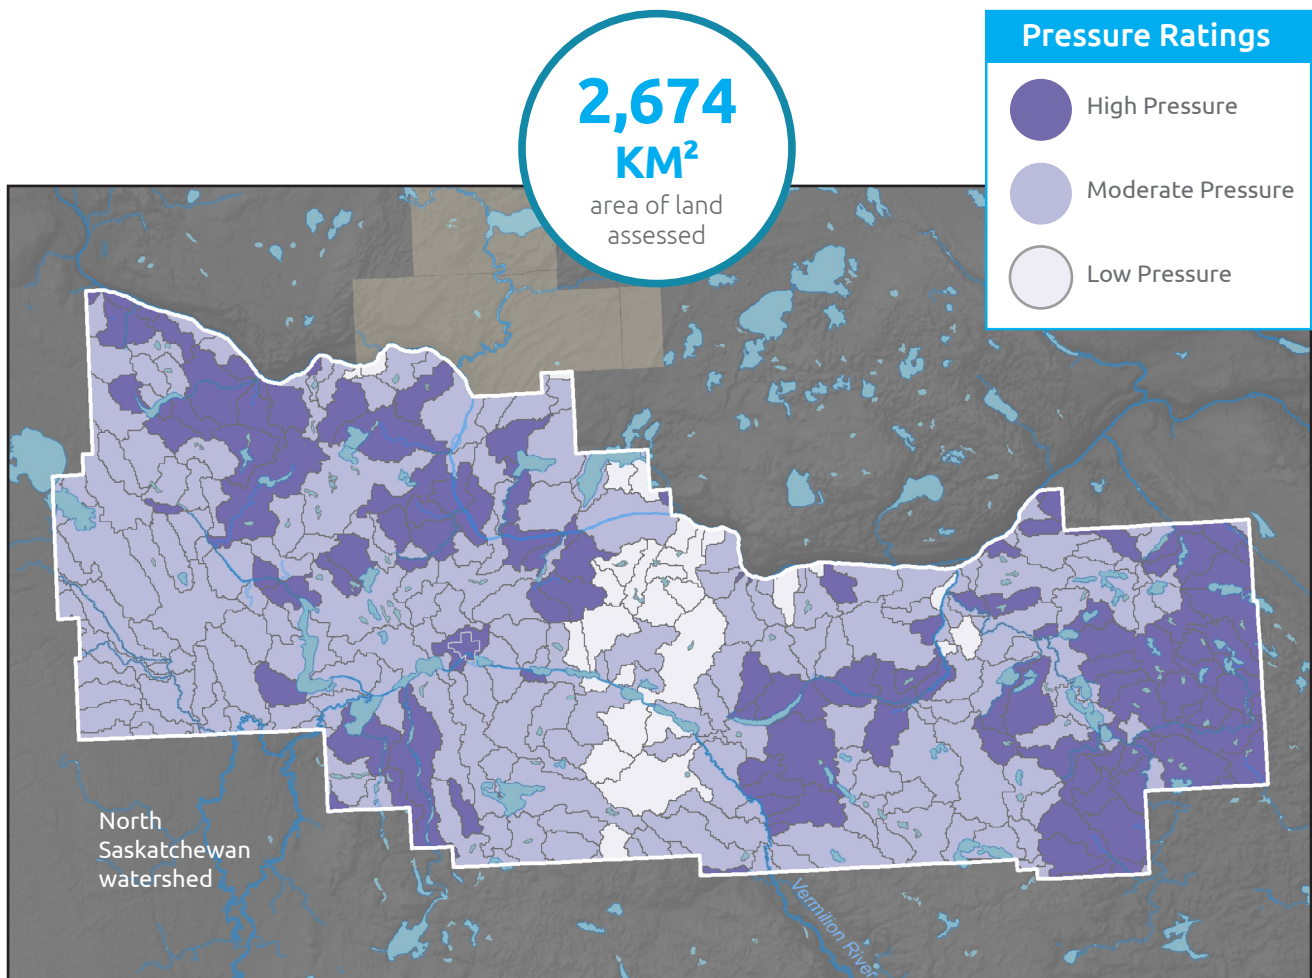 2,674
KM²
area of land
assessed
Pressure Ratings
High Pressure
Moderate Pressure
Low Pressure
North
Saskatchewan
watershed
Vermilion River